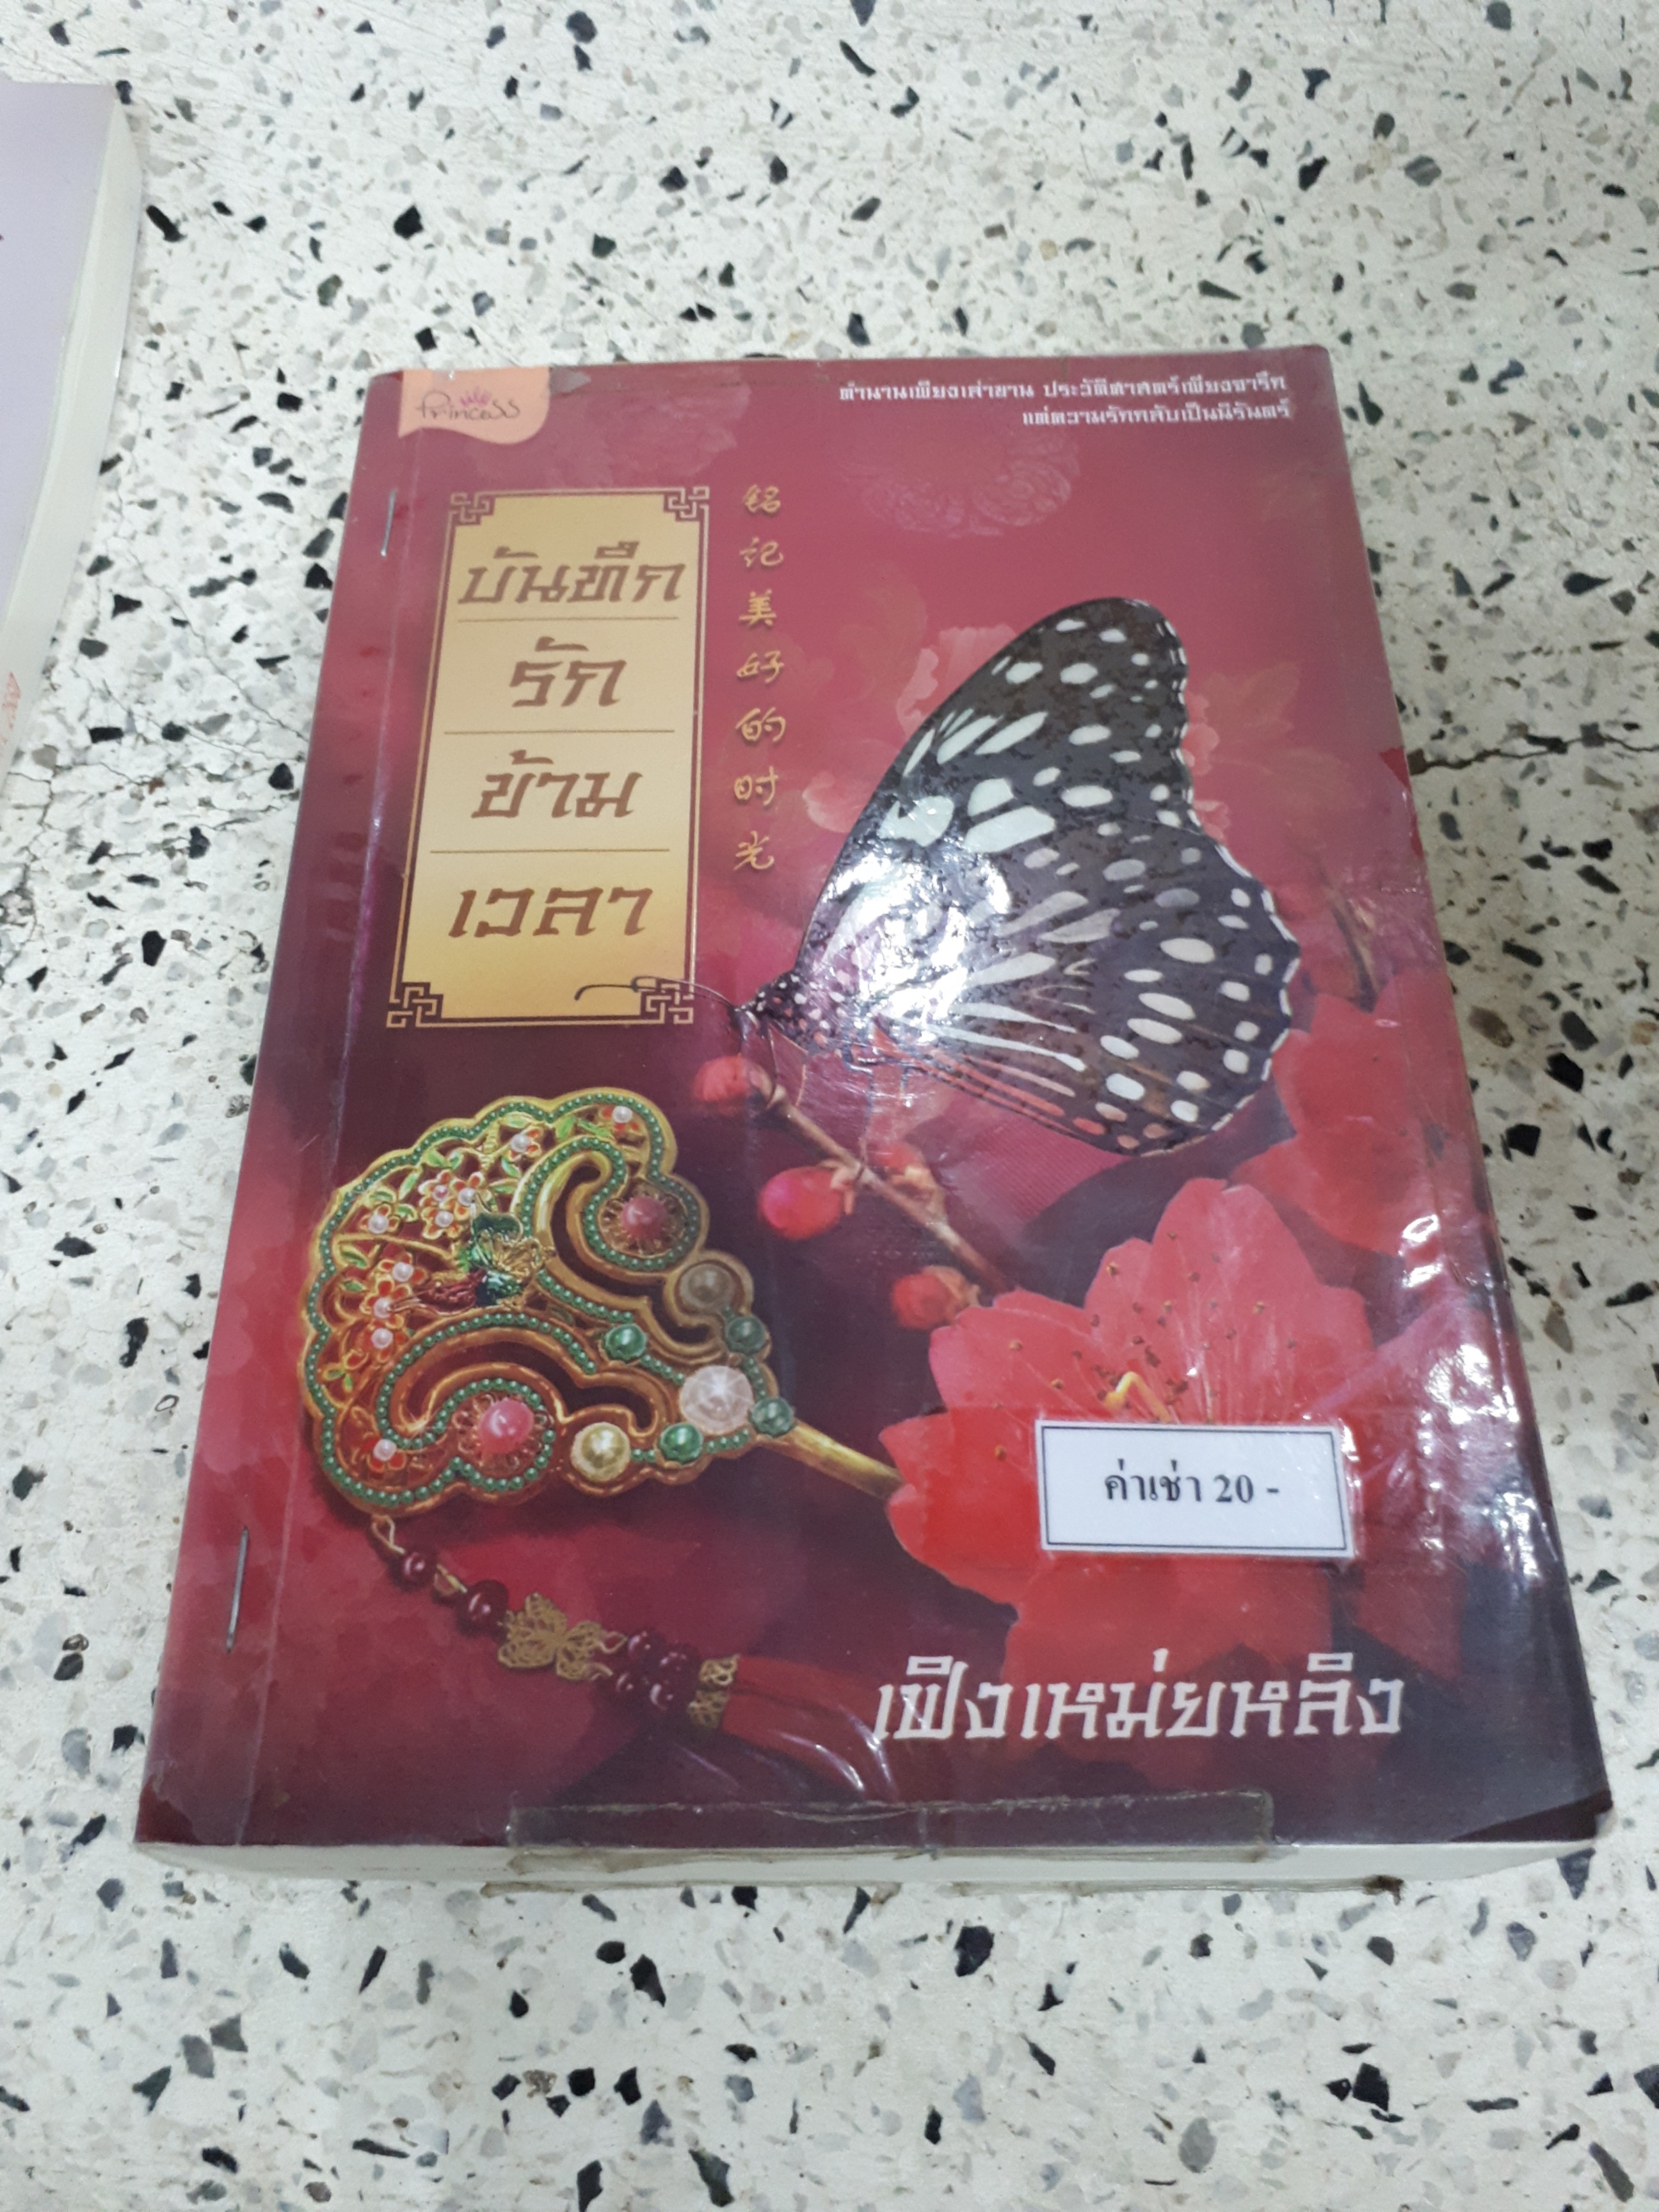 Princess
ตำนานเพียงเล่าขาน ประวัติศาสตร์เพียงจารึก
แต่ความรักกลับเป็นนิรันดร์
บันทึก
รัก
ข้าม
เวลา
铭记美好的时光
ค่าเช่า 20 -
เฟิงเหม่ยหลิง